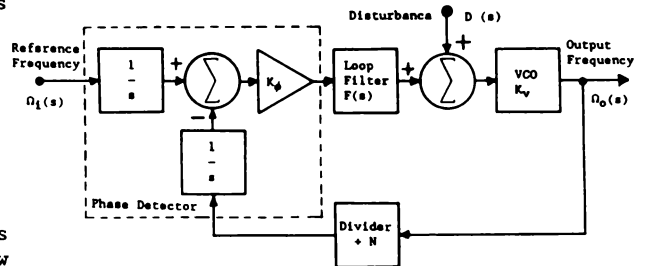 s
Disturbance D (s)
Reference
Frequency
Ωi(s)
1
—
s
+
Σ
−
Kϕ
1
—
s
Phase Detector
Loop
Filter
F(s)
+
+
Σ
VCO
Kv
Output
Frequency
Ωo(s)
Divider
÷ N
s
w